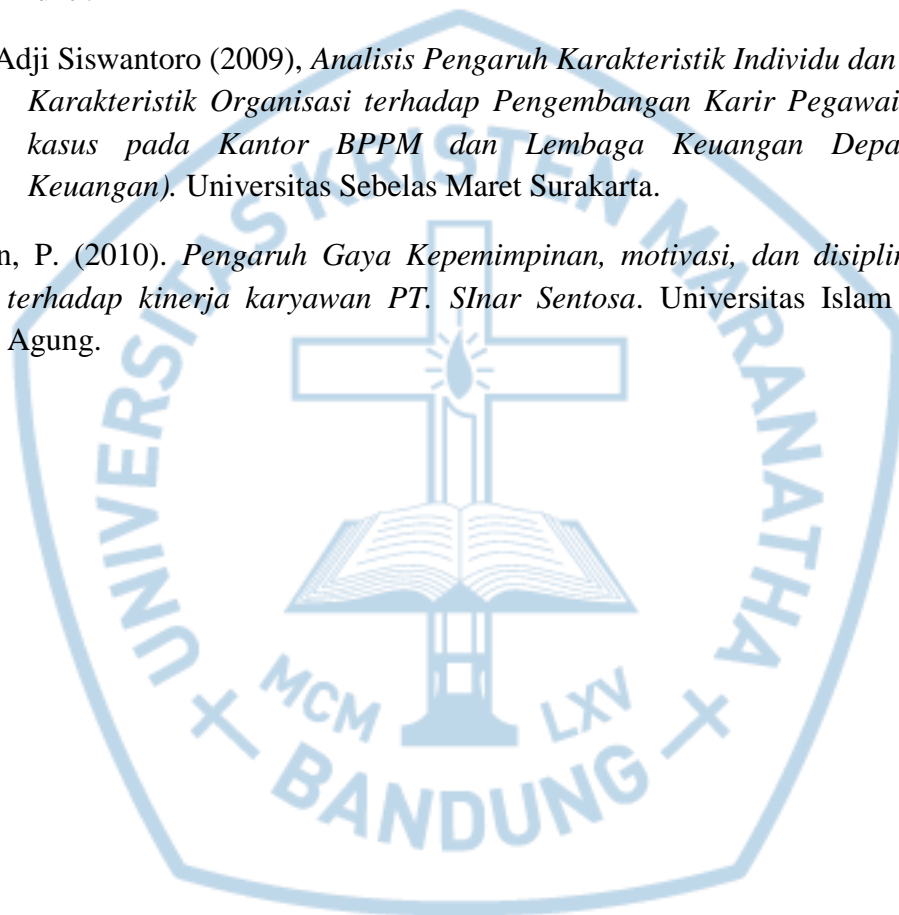 Adji Siswantoro (2009), Analisis Pengaruh Karakteristik Individu dan
Karakteristik Organisasi terhadap Pengembangan Karir Pegawai
kasus pada Kantor BPPM dan Lembaga Keuangan Depa
Keuangan). Universitas Sebelas Maret Surakarta.
n, P. (2010). Pengaruh Gaya Kepemimpinan, motivasi, dan disiplin
terhadap kinerja karyawan PT. SInar Sentosa. Universitas Islam
Agung.
UNIVERSITAS KRISTEN MARANATHA
MCM LXV
BANDUNG